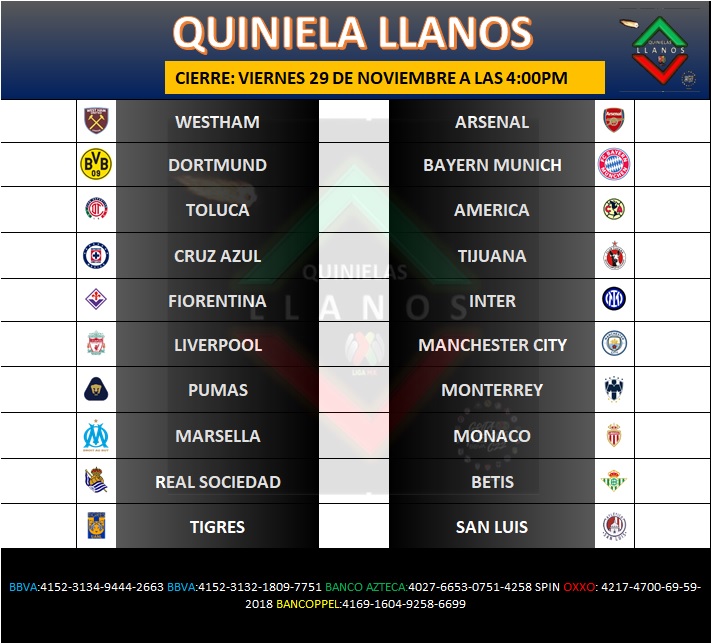 QUINIELA LLANOS
QUINIELAS
LLANOS
CIERRE: VIERNES 29 DE NOVIEMBRE A LAS 4:00PM
WESTHAM ARSENAL
DORTMUND BAYERN MUNICH
TOLUCA AMERICA
CRUZ AZUL TIJUANA
QUINIELAS
FIORENTINA INTER
LLANOS
LIVERPOOL MANCHESTER CITY
PUMAS MONTERREY
MARSELLA MONACO
REAL SOCIEDAD BETIS
TIGRES SAN LUIS
BBVA:4152-3134-9444-2663 BBVA:4152-3132-1809-7751 BANCO AZTECA:4027-6653-0751-4258 SPIN OXXO: 4217-4700-69-59-
2018 BANCOPPEL:4169-1604-9258-6699